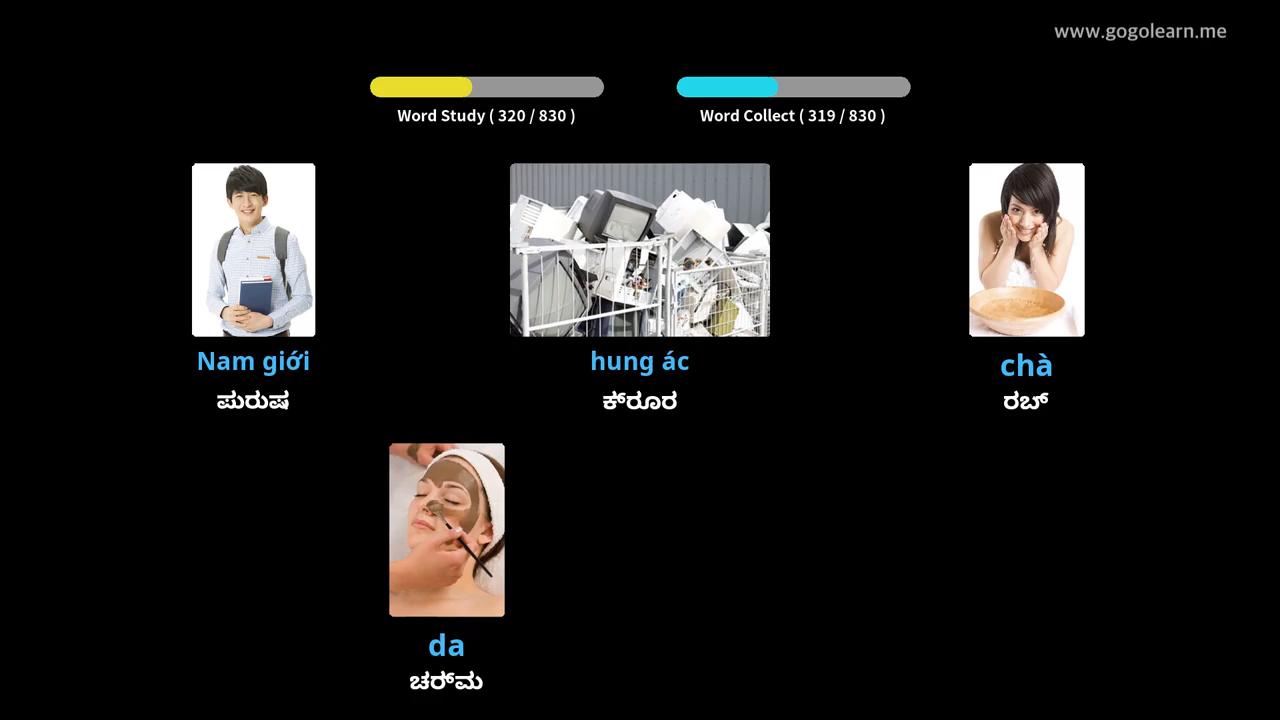 www.gogolearn.me
Word Study ( 320 / 830 )
Word Collect ( 319 / 830 )
Nam giới
ಪುರುಷ
hung ác
ಕ್ರೂರ
chà
ರಬ್
da
ಚರ್ಮ